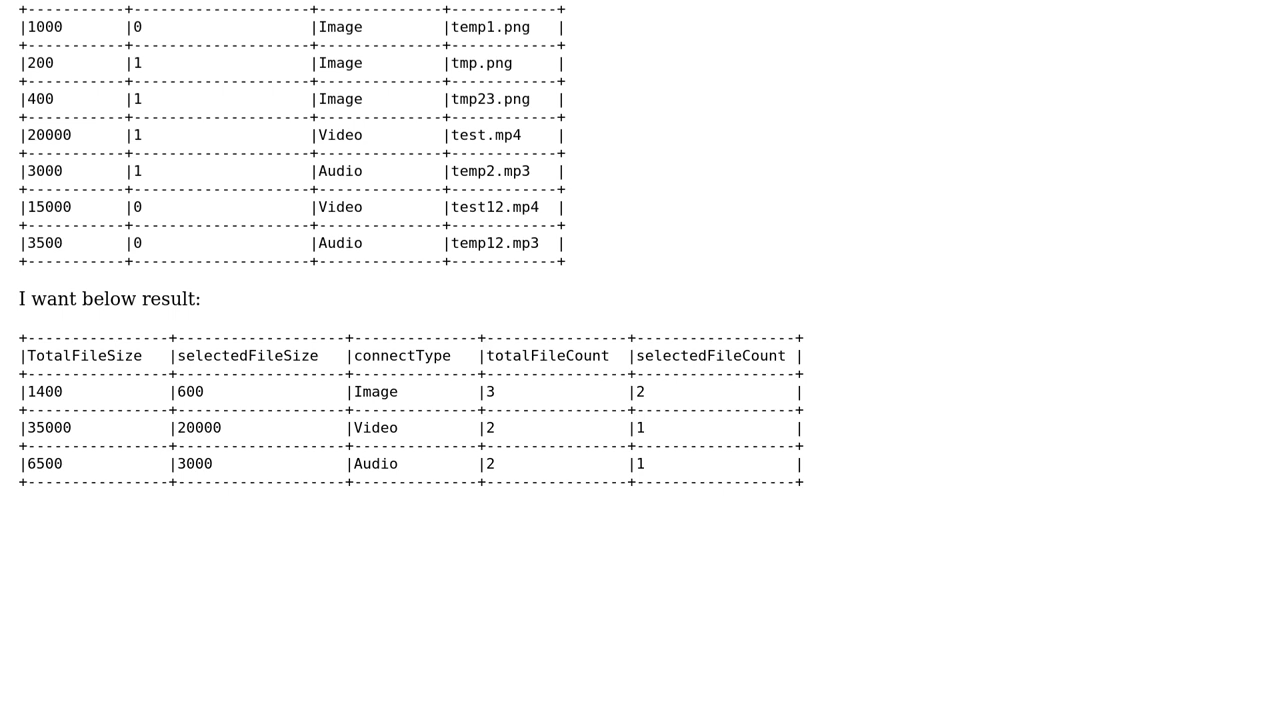 +-----------+--------------------+--------------+------------+
|1000       |0                   |Image         |temp1.png   |
+-----------+--------------------+--------------+------------+
|200        |1                   |Image         |tmp.png     |
+-----------+--------------------+--------------+------------+
|400        |1                   |Image         |tmp23.png   |
+-----------+--------------------+--------------+------------+
|20000      |1                   |Video         |test.mp4    |
+-----------+--------------------+--------------+------------+
|3000       |1                   |Audio         |temp2.mp3   |
+-----------+--------------------+--------------+------------+
|15000      |0                   |Video         |test12.mp4  |
+-----------+--------------------+--------------+------------+
|3500       |0                   |Audio         |temp12.mp3  |
+-----------+--------------------+--------------+------------+
I want below result:
+----------------+-------------------+--------------+----------------+------------------+
|TotalFileSize   |selectedFileSize   |connectType   |totalFileCount  |selectedFileCount |
+----------------+-------------------+--------------+----------------+------------------+
|1400            |600                |Image         |3               |2                 |
+----------------+-------------------+--------------+----------------+------------------+
|35000           |20000              |Video         |2               |1                 |
+----------------+-------------------+--------------+----------------+------------------+
|6500            |3000               |Audio         |2               |1                 |
+----------------+-------------------+--------------+----------------+------------------+